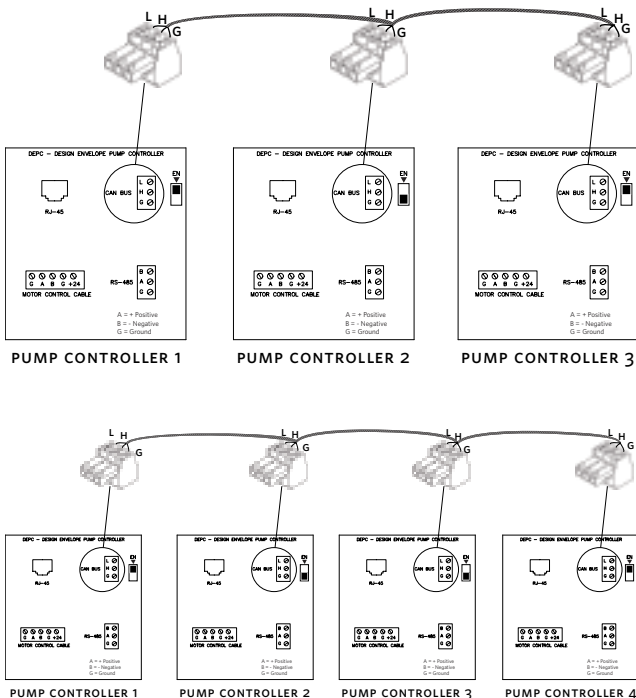 L H G L H G L H G
DEPC – DESIGN ENVELOPE PUMP CONTROLLER DEPC – DESIGN ENVELOPE PUMP CONTROLLER DEPC – DESIGN ENVELOPE PUMP CONTROLLER
EN EN EN
L L L
CAN BUS H CAN BUS H CAN BUS H
G G G
RJ-45 RJ-45 RJ-45
B B B
G A B G +24 RS-485 A G A B G +24 RS-485 A G A B G +24 RS-485 A
MOTOR CONTROL CABLE G MOTOR CONTROL CABLE G MOTOR CONTROL CABLE G
A = + Positive A = + Positive A = + Positive
B = - Negative B = - Negative B = - Negative
G = Ground G = Ground G = Ground
PUMP CONTROLLER 1 PUMP CONTROLLER 2 PUMP CONTROLLER 3
L H G L H G L H G L H G
DEPC – DESIGN ENVELOPE PUMP CONTROLLER DEPC – DESIGN ENVELOPE PUMP CONTROLLER DEPC – DESIGN ENVELOPE PUMP CONTROLLER DEPC – DESIGN ENVELOPE PUMP CONTROLLER
EN EN EN EN
L L L L
CAN BUS H CAN BUS H CAN BUS H CAN BUS H
G G G G
RJ-45 RJ-45 RJ-45 RJ-45
B B B B
G A B G +24 RS-485 A G A B G +24 RS-485 A G A B G +24 RS-485 A G A B G +24 RS-485 A
MOTOR CONTROL CABLE G MOTOR CONTROL CABLE G MOTOR CONTROL CABLE G MOTOR CONTROL CABLE G
A = + Positive A = + Positive A = + Positive A = + Positive
B = - Negative B = - Negative B = - Negative B = - Negative
G = Ground G = Ground G = Ground G = Ground
PUMP CONTROLLER 1 PUMP CONTROLLER 2 PUMP CONTROLLER 3 PUMP CONTROLLER 4